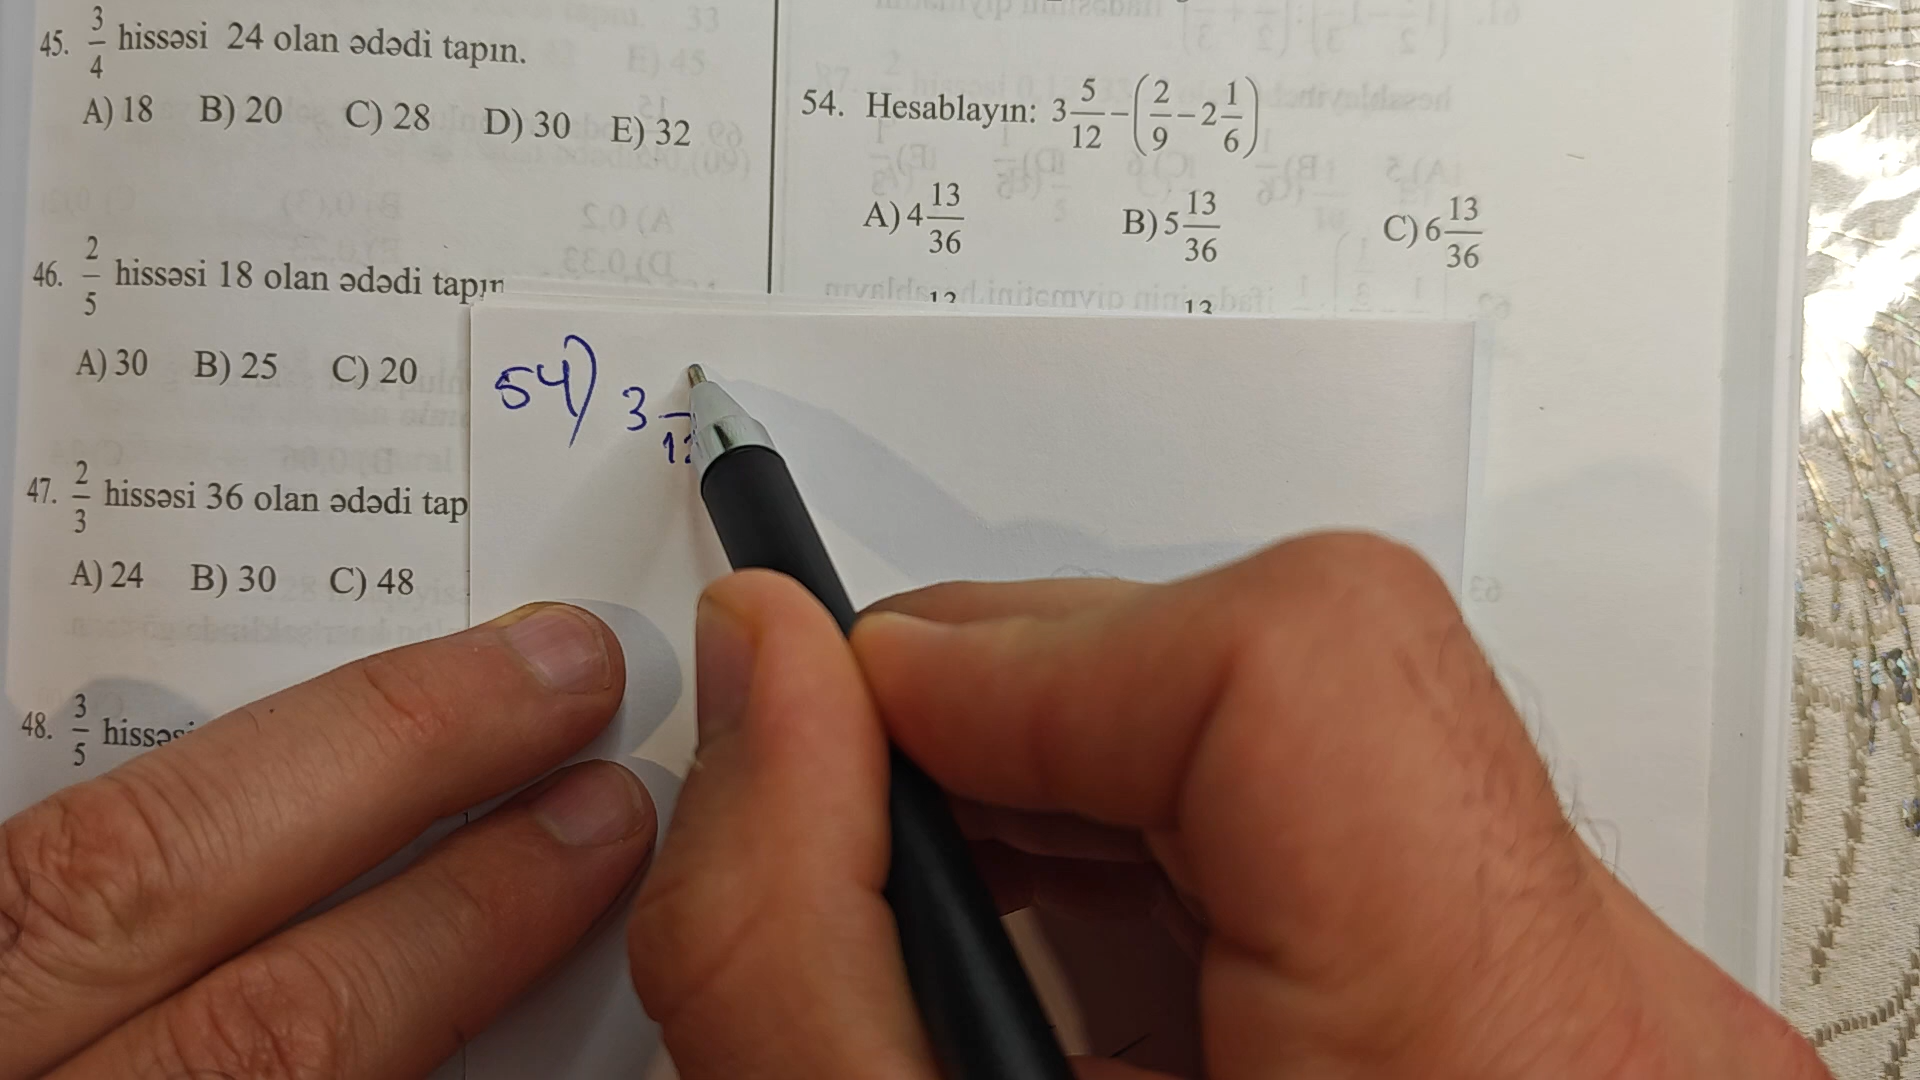 45. 3/4 hissəsi 24 olan ədədi tapın.
A) 18 B) 20 C) 28 D) 30 E) 32
46. 2/5 hissəsi 18 olan ədədi tapın
A) 30 B) 25 C) 20
47. 2/3 hissəsi 36 olan ədədi tap
A) 24 B) 30 C) 48
48. 3/5 hissəsi
54. Hesablayın: 3 5/12 − (2/9 − 2 1/6)
A) 4 13/36 B) 5 13/36 C) 6 13/36
54) 3 /12